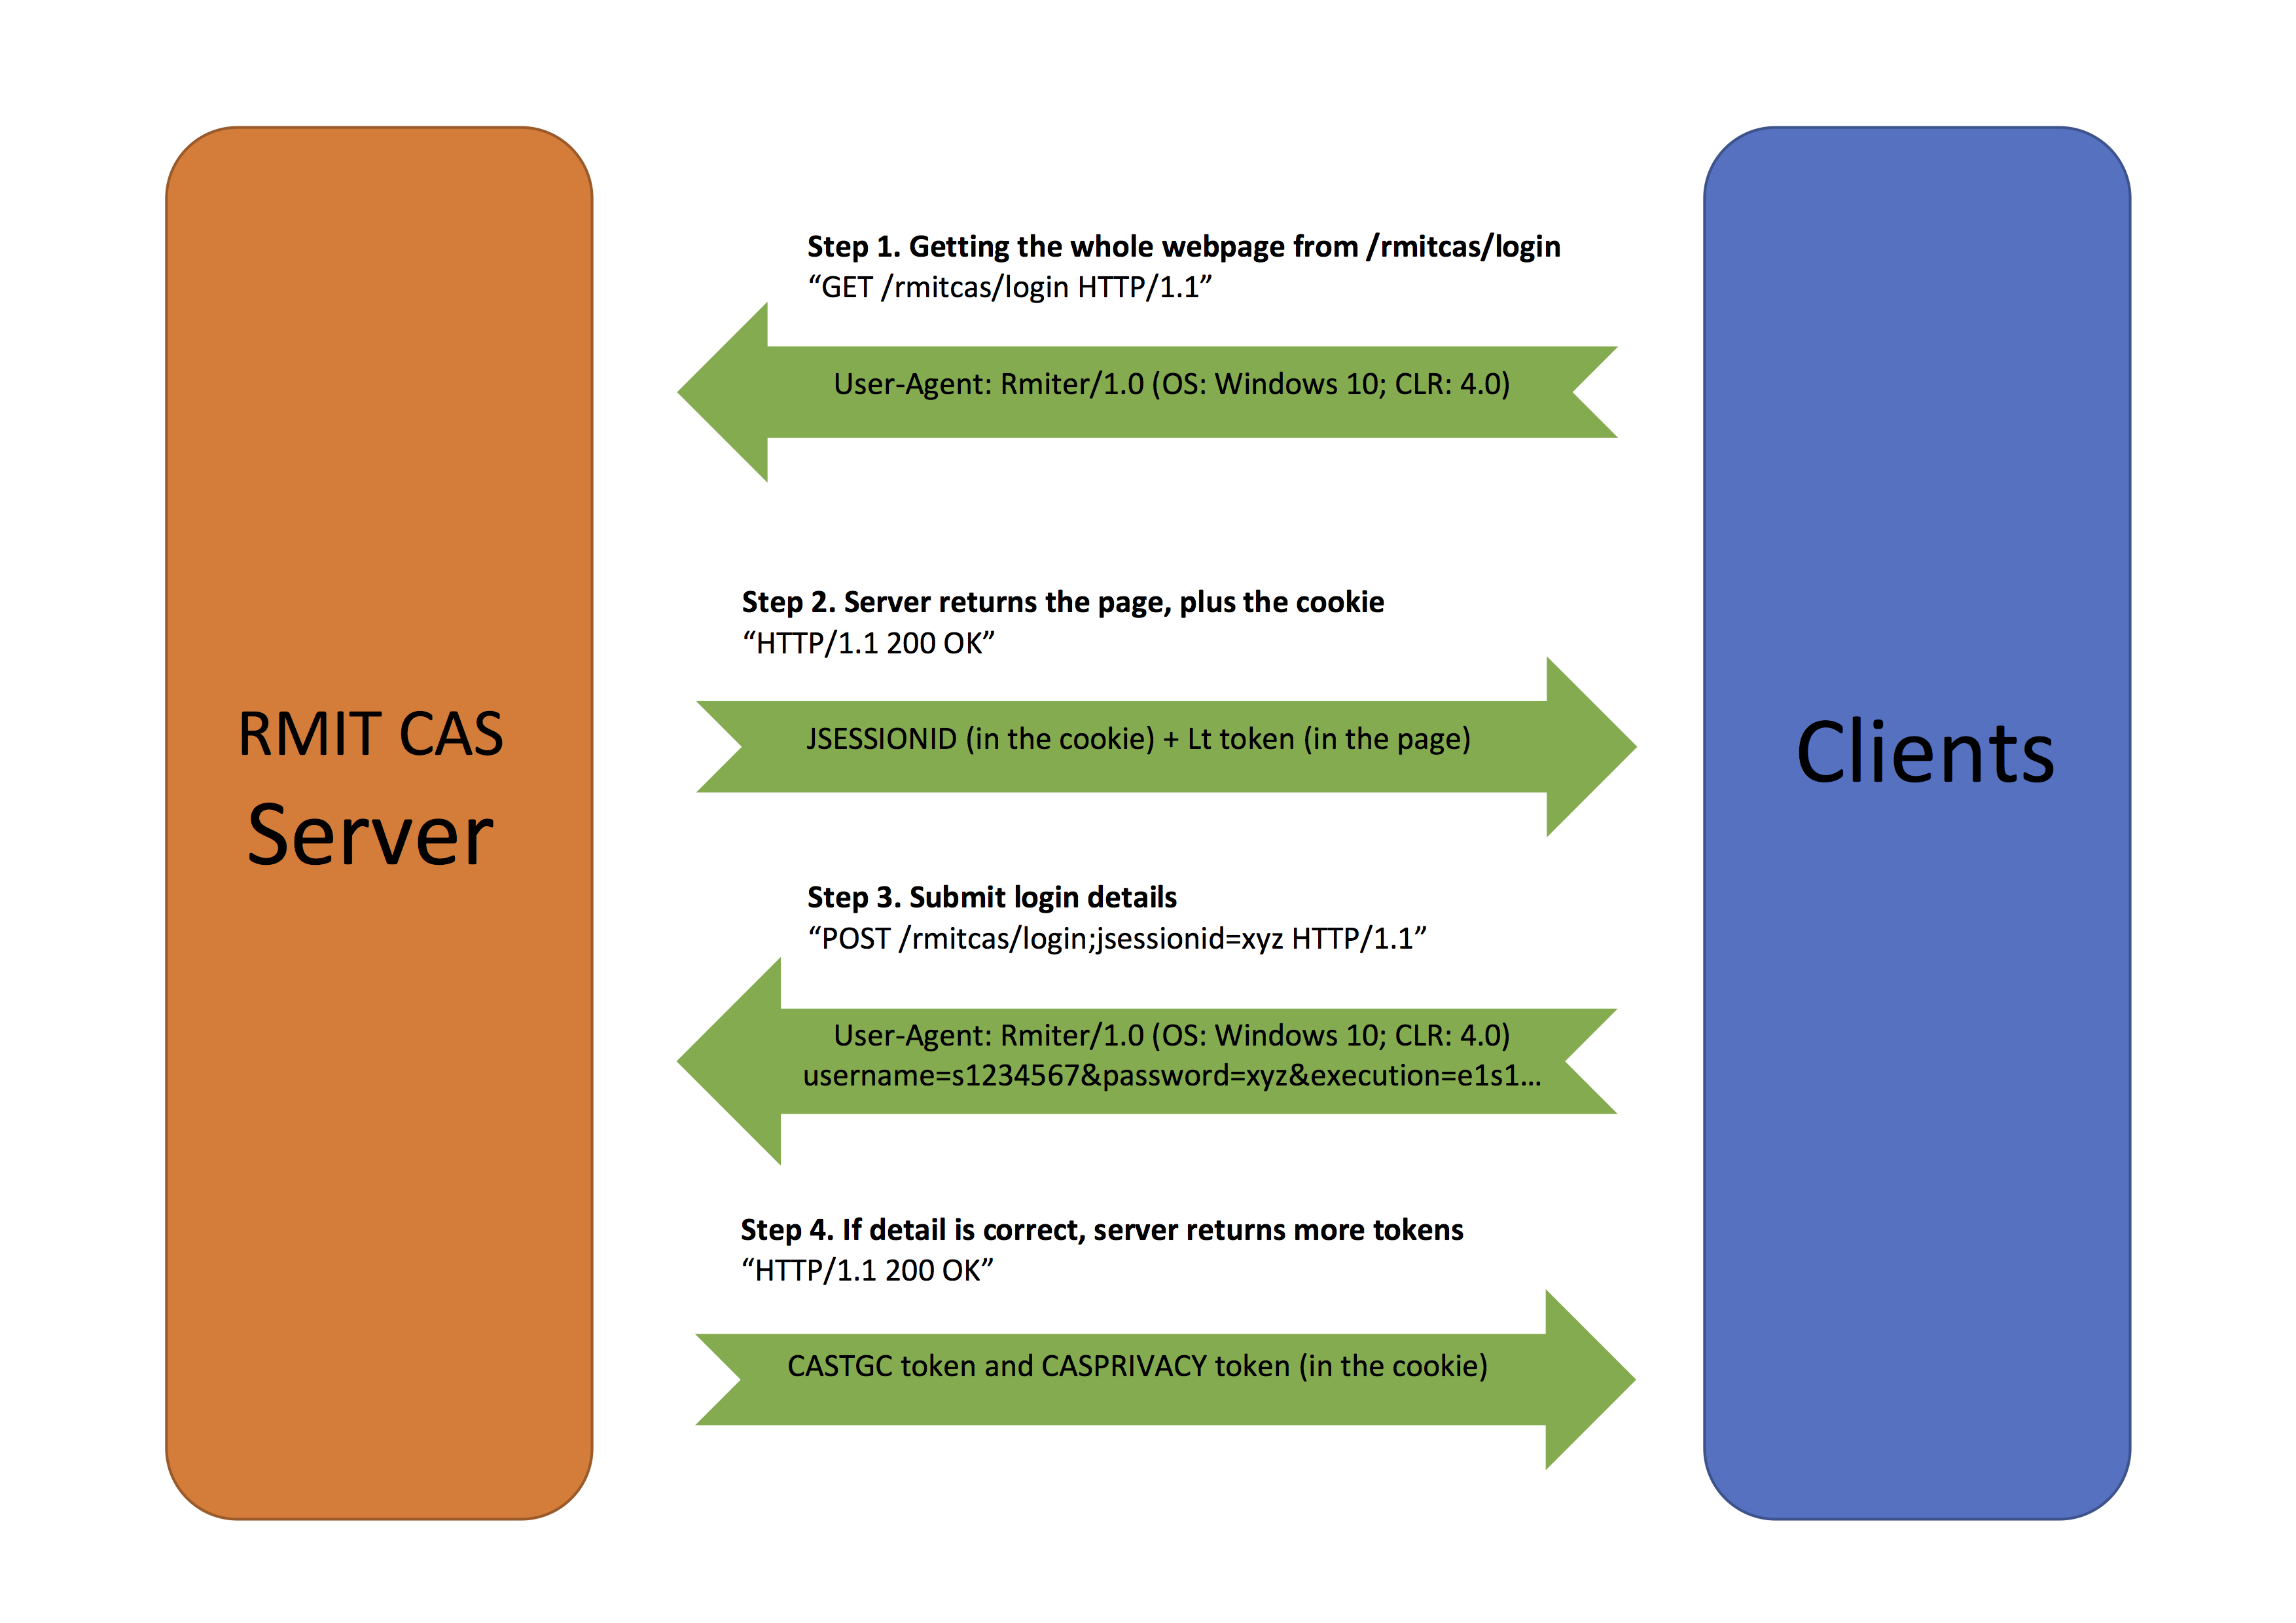 Step 1. Getting the whole webpage from /rmitcas/login
“GET /rmitcas/login HTTP/1.1”
User-Agent: Rmiter/1.0 (OS: Windows 10; CLR: 4.0)
Step 2. Server returns the page, plus the cookie
“HTTP/1.1 200 OK”
JSESSIONID (in the cookie) + Lt token (in the page)
RMIT CAS
Server
Clients
Step 3. Submit login details
“POST /rmitcas/login;jsessionid=xyz HTTP/1.1”
User-Agent: Rmiter/1.0 (OS: Windows 10; CLR: 4.0)
username=s1234567&password=xyz&execution=e1s1…
Step 4. If detail is correct, server returns more tokens
“HTTP/1.1 200 OK”
CASTGC token and CASPRIVACY token (in the cookie)